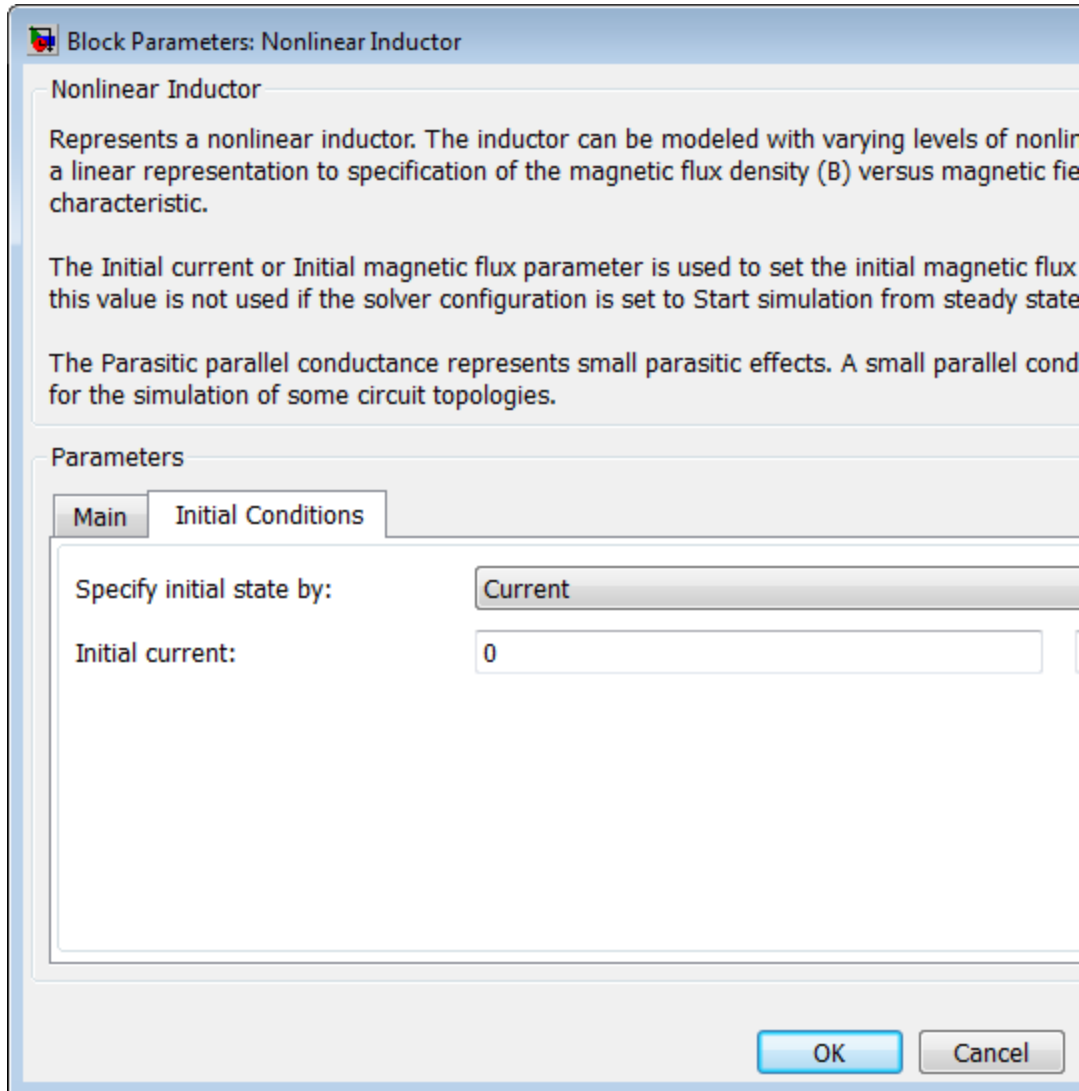 Block Parameters: Nonlinear Inductor
Nonlinear Inductor
Represents a nonlinear inductor. The inductor can be modeled with varying levels of
a linear representation to specification of the magnetic flux density (B) versus magnetic
characteristic.
The Initial current or Initial magnetic flux parameter is used to set the initial magnetic flux
this value is not used if the solver configuration is set to Start simulation from steady state
The Parasitic parallel conductance represents small parasitic effects. A small parallel
for the simulation of some circuit topologies.
Parameters
Main
Initial Conditions
Specify initial state by:
Current
Initial current:
0
OK
Cancel